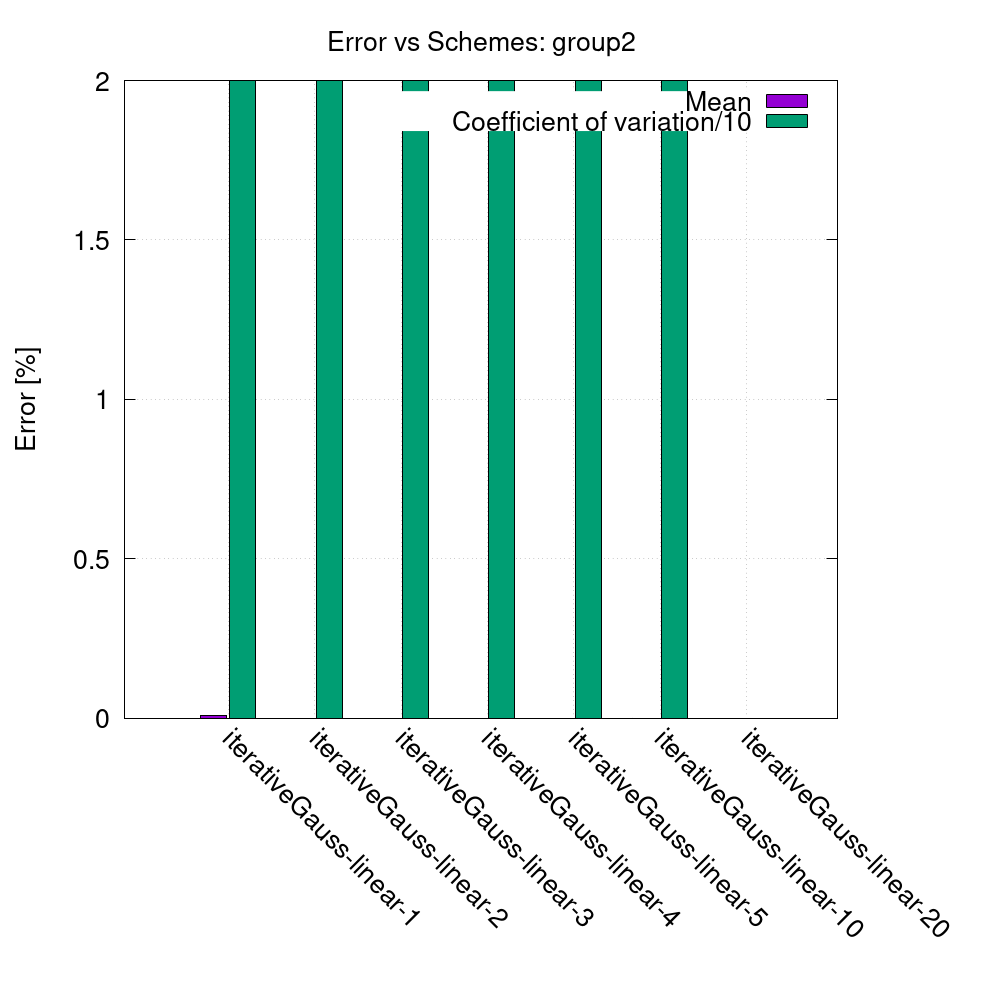 Error vs Schemes: group2
Mean
Coefficient of variation/10
2
1.5
1
0.5
0
Error [%]
iterativeGauss-linear-1
iterativeGauss-linear-2
iterativeGauss-linear-3
iterativeGauss-linear-4
iterativeGauss-linear-5
iterativeGauss-linear-10
iterativeGauss-linear-20